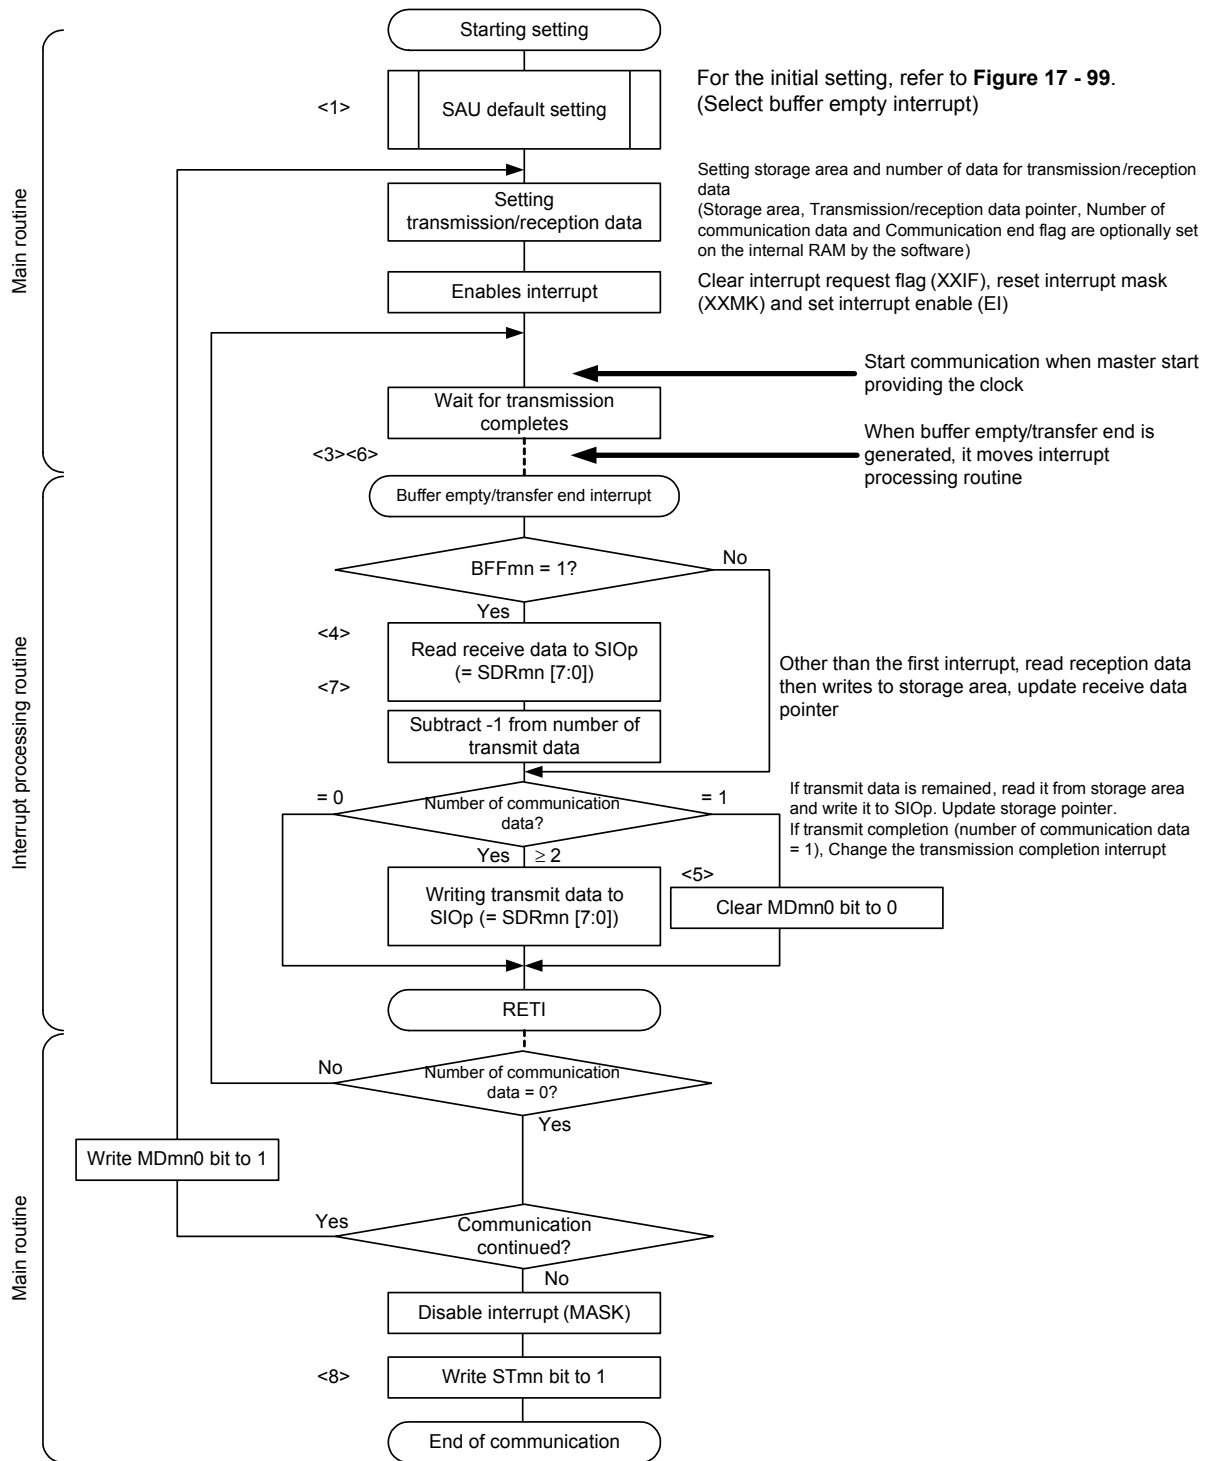 Starting setting
<1>
SAU default setting
For the initial setting, refer to Figure 17 - 99.
(Select buffer empty interrupt)
Main routine
Setting
transmission/reception data
Setting storage area and number of data for transmission/reception
data
(Storage area, Transmission/reception data pointer, Number of
communication data and Communication end flag are optionally set
on the internal RAM by the software)
Enables interrupt
Clear interrupt request flag (XXIF), reset interrupt mask
(XXMK) and set interrupt enable (EI)
Start communication when master start
providing the clock
Wait for transmission
completes
<3><6>
When buffer empty/transfer end is
generated, it moves interrupt
processing routine
Buffer empty/transfer end interrupt
BFFmn = 1?
No
Yes
Interrupt processing routine
<4>
<7>
Read receive data to SIOp
(= SDRmn [7:0])
Other than the first interrupt, read reception data
then writes to storage area, update receive data
pointer
Subtract -1 from number of
transmit data
= 0
Number of communication
data?
= 1
If transmit data is remained, read it from storage area
and write it to SIOp. Update storage pointer.
If transmit completion (number of communication data
= 1), Change the transmission completion interrupt
Yes ≥ 2
Writing transmit data to
SIOp (= SDRmn [7:0])
<5>
Clear MDmn0 bit to 0
RETI
No
Number of communication
data = 0?
Yes
Write MDmn0 bit to 1
Main routine
Yes
Communication
continued?
No
Disable interrupt (MASK)
<8>
Write STmn bit to 1
End of communication